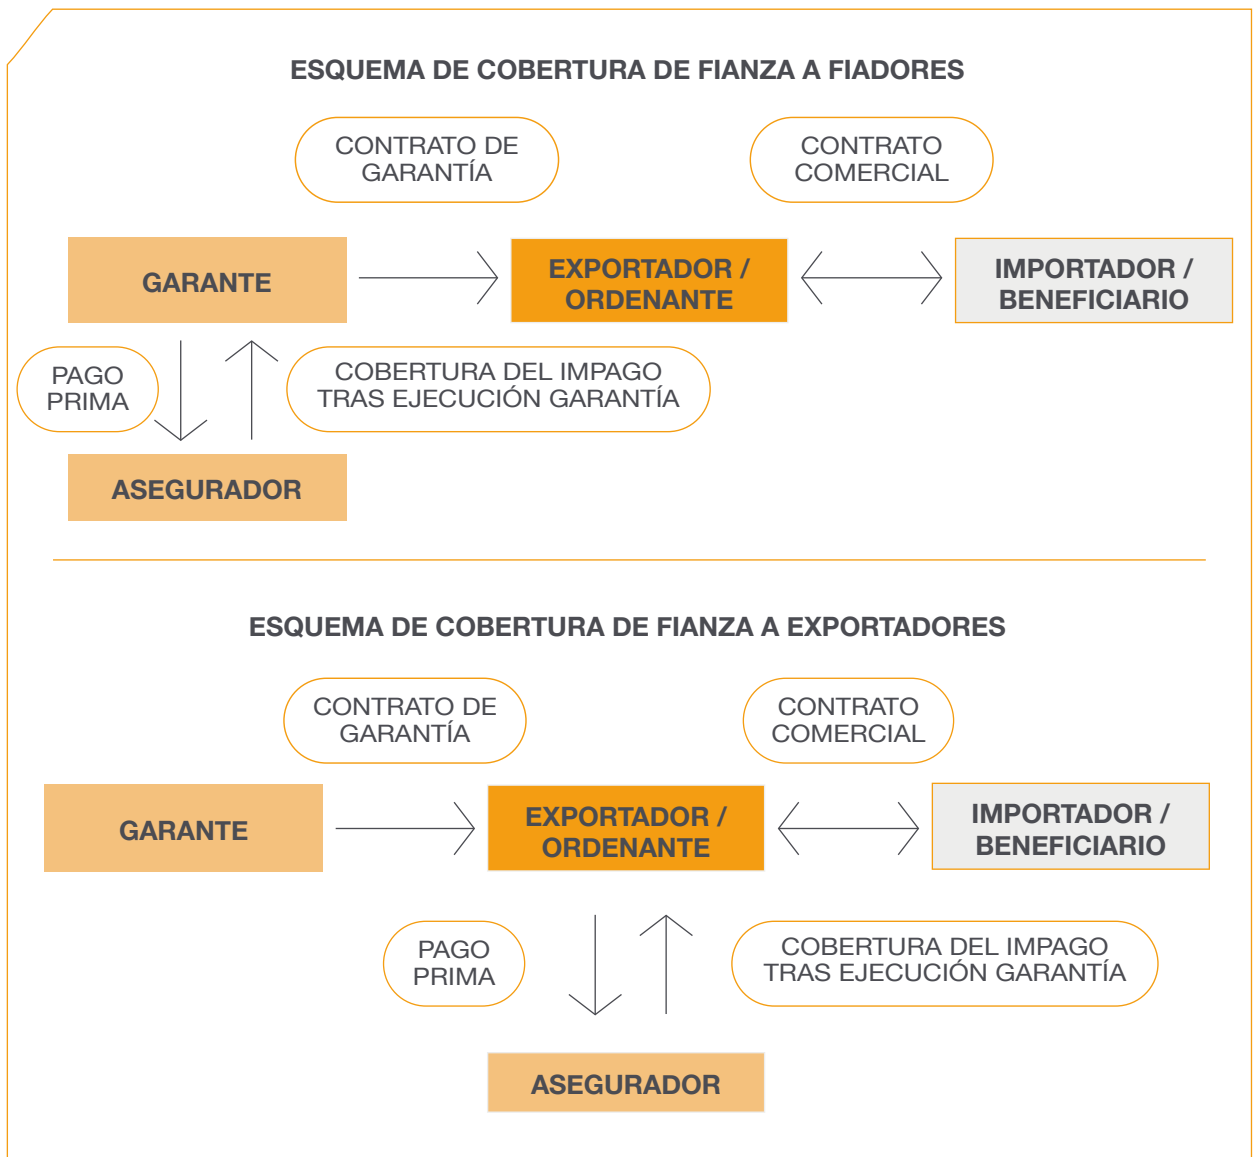 ESQUEMA DE COBERTURA DE FIANZA A FIADORES
CONTRATO DE
GARANTÍA
CONTRATO
COMERCIAL
GARANTE
EXPORTADOR /
ORDENANTE
IMPORTADOR /
BENEFICIARIO
PAGO
PRIMA
COBERTURA DEL IMPAGO
TRAS EJECUCIÓN GARANTÍA
ASEGURADOR
ESQUEMA DE COBERTURA DE FIANZA A EXPORTADORES
CONTRATO DE
GARANTÍA
CONTRATO
COMERCIAL
GARANTE
EXPORTADOR /
ORDENANTE
IMPORTADOR /
BENEFICIARIO
PAGO
PRIMA
COBERTURA DEL IMPAGO
TRAS EJECUCIÓN GARANTÍA
ASEGURADOR